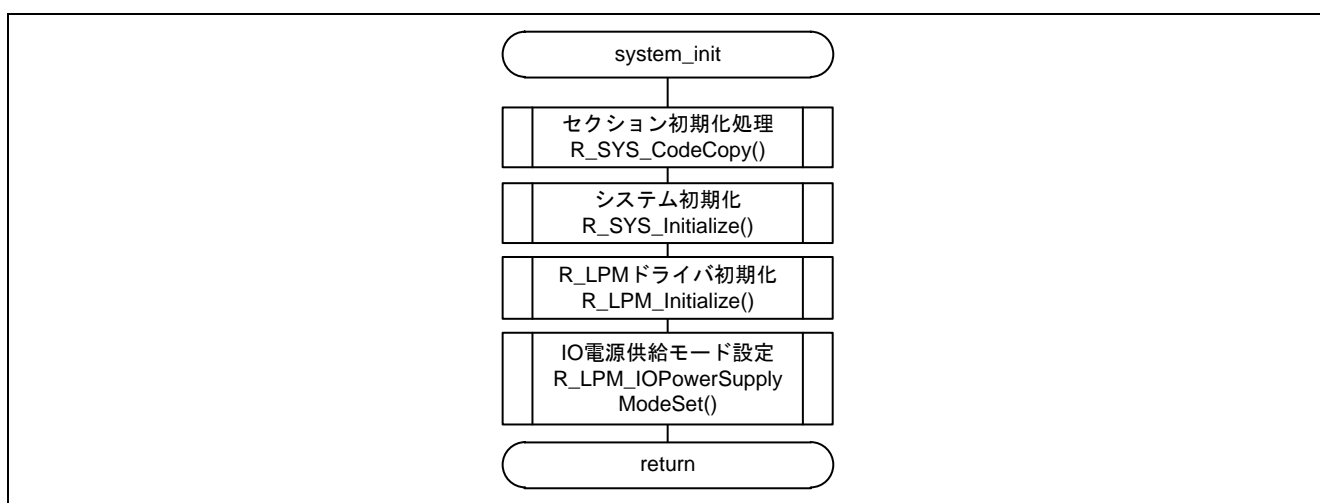 system_init
セクション初期化処理
R_SYS_CodeCopy()
システム初期化
R_SYS_Initialize()
R_LPMドライバ初期化
R_LPM_Initialize()
IO電源供給モード設定
R_LPM_IOPowerSupply
ModeSet()
return